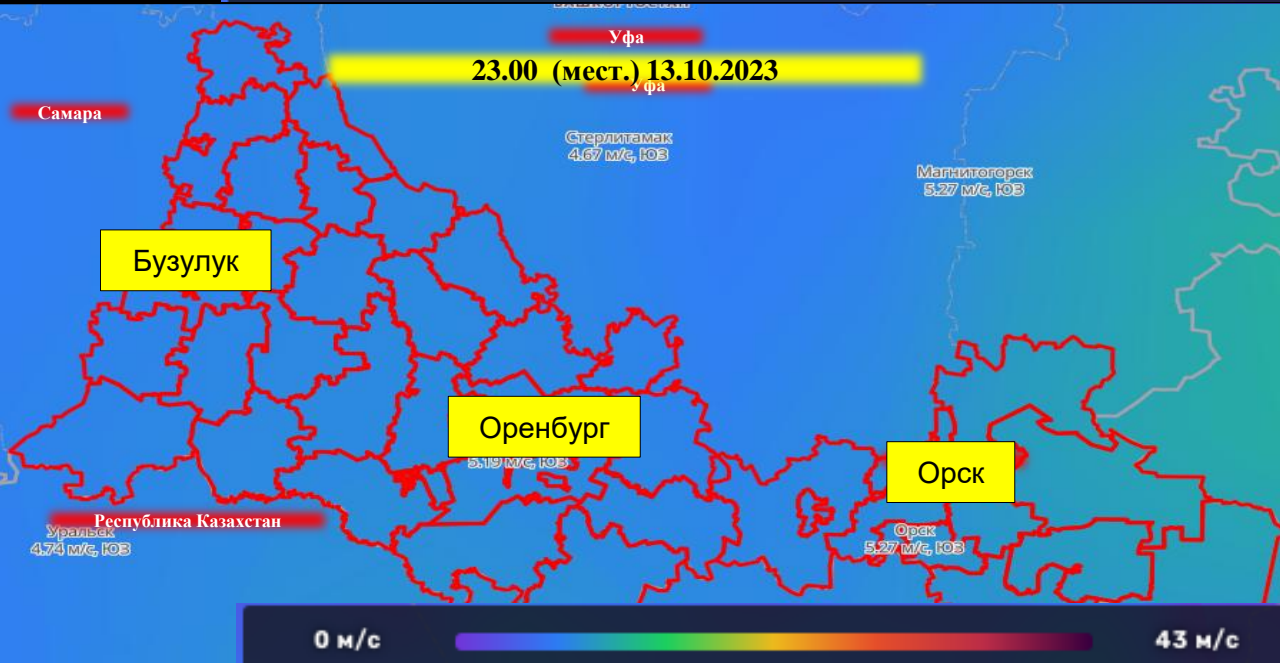 Уфа
23.00 (мест.) 13.10.2023
Уфа
Самара
Стерлитамак
4.67 м/с, ЮЗ
Магнитогорск
5.27 м/с, ЮЗ
Бузулук
Оренбург
5.19 м/с, ЮЗ
Орск
Республика Казахстан
Уральск
4.74 м/с, ЮЗ
Орск
5.27 м/с, ЮЗ
0 м/с
43 м/с